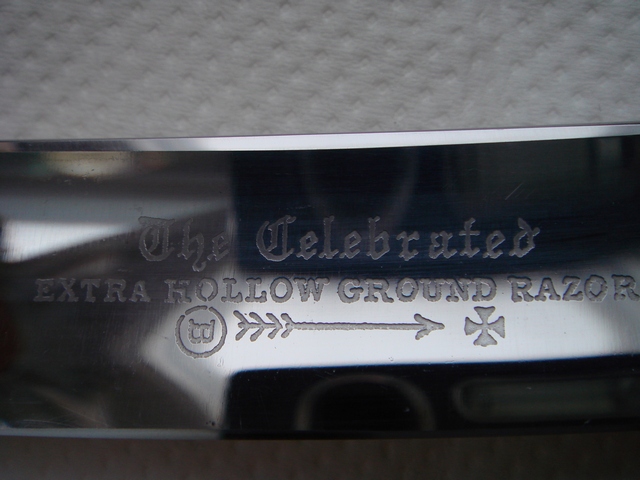 The Celebrated
EXTRA HOLLOW GROUND RAZOR
B